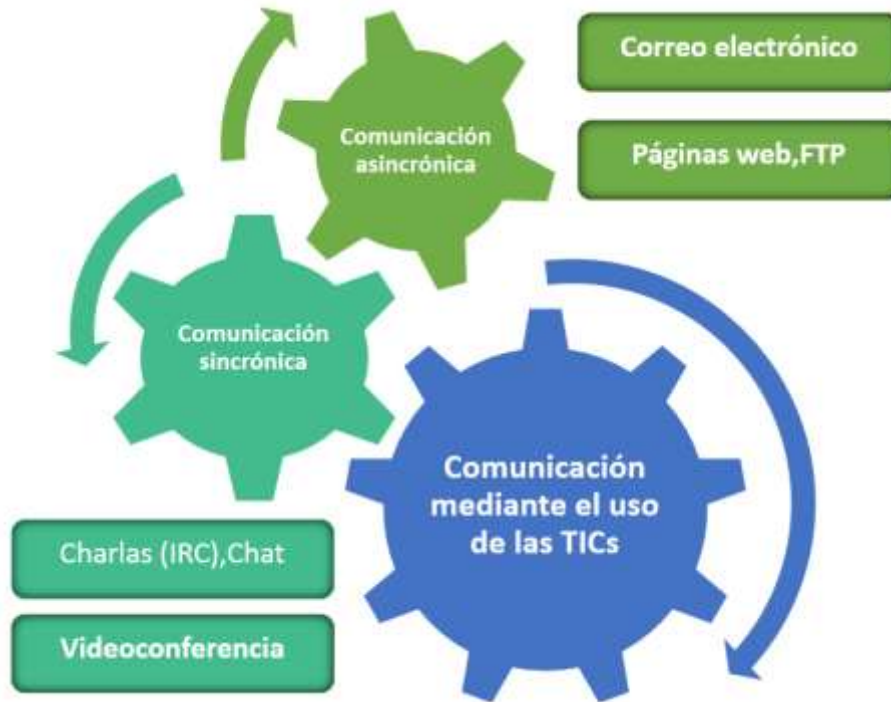 Correo electrónico
Comunicación
asincrónica
Páginas web,FTP
Comunicación
sincrónica
Comunicación
mediante el uso
de las TICs
Charlas (IRC),Chat
Videoconferencia